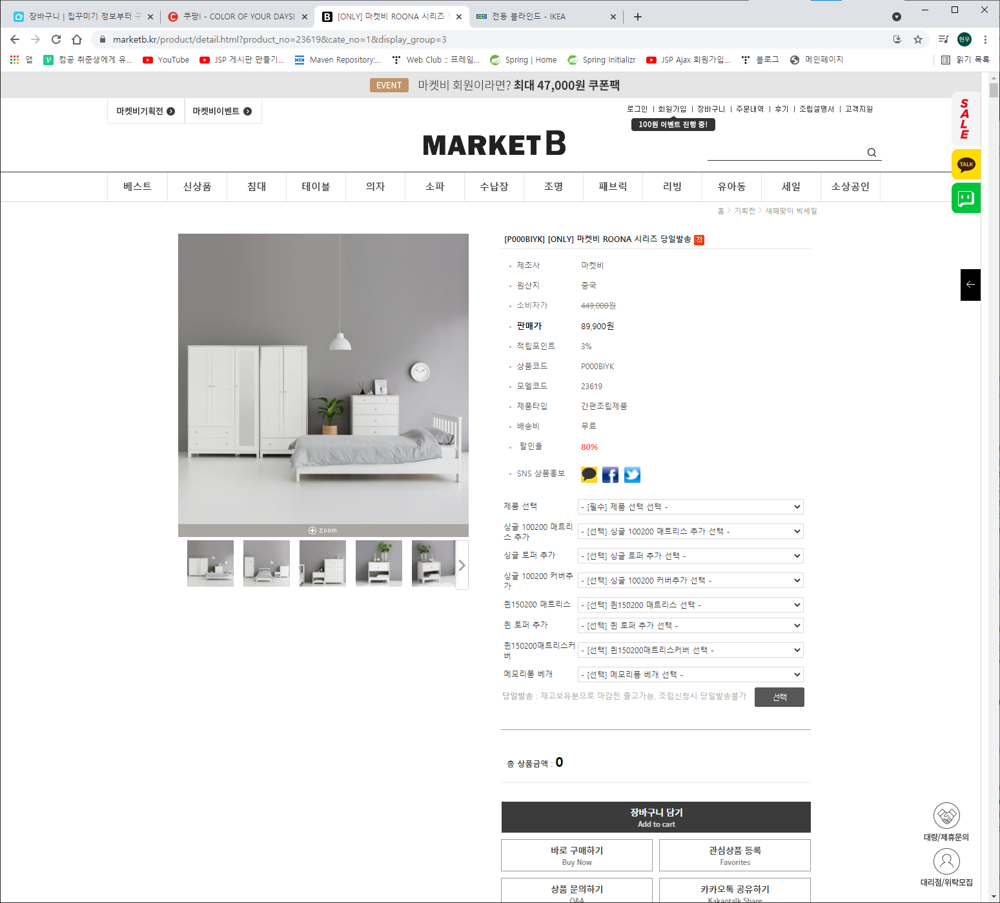 장바구니 | 집꾸미기 정보부터 구
쿠팡! - COLOR OF YOUR DAYS!
[ONLY] 마켓비 ROONA 시리즈
전동 블라인드 - IKEA
marketb.kr/product/detail.html?product_no=23619&cate_no=1&display_group=3
현우
앱
컴공 취준생에게 유...
YouTube
JSP 게시판 만들기...
Maven Repository:...
Web Club :: 프레임...
Spring | Home
Spring Initializr
JSP Ajax 회원가입...
블로그
메인페이지
읽기 목록
EVENT 마켓비 회원이라면? 최대 47,000원 쿠폰팩
마켓비기획전
마켓비이벤트
로그인 | 회원가입 | 장바구니 | 주문내역 | 후기 | 조립설명서 | 고객지원
100원 이벤트 진행 중!
MARKET B
SALE
TALK
베스트
신상품
침대
테이블
의자
소파
수납장
조명
패브릭
리빙
유아동
세일
소상공인
홈 > 기획전 > 새해맞이 빅세일
[P000BIYK] [ONLY] 마켓비 ROONA 시리즈 당일발송 적
제조사 마켓비
원산지 중국
소비자가 449,000원
판매가 89,900원
적립포인트 3%
상품코드 P000BIYK
모델코드 23619
제품타입 간편조립제품
배송비 무료
할인율 80%
SNS 상품홍보
zoom
제품 선택 - [필수] 제품 선택 선택 -
싱글 100200 매트리
스 추가
- [선택] 싱글 100200 매트리스 추가 선택 -
싱글 토퍼 추가 - [선택] 싱글 토퍼 추가 선택 -
싱글 100200 커버추
가
- [선택] 싱글 100200 커버추가 선택 -
퀸150200 매트리스 - [선택] 퀸150200 매트리스 선택 -
퀸 토퍼 추가 - [선택] 퀸 토퍼 추가 선택 -
퀸150200매트리스커
버
- [선택] 퀸150200매트리스커버 선택 -
메모리폼 베개 - [선택] 메모리폼 베개 선택 -
당일발송 : 재고보유분으로 마감전 출고가능, 조립신청시 당일발송불가
선택
총 상품금액 : 0
장바구니 담기
Add to cart
바로 구매하기
Buy Now
관심상품 등록
Favorites
상품 문의하기
Q&A
카카오톡 공유하기
Kakaotalk Share
대량/제휴문의
대리점/위탁모집